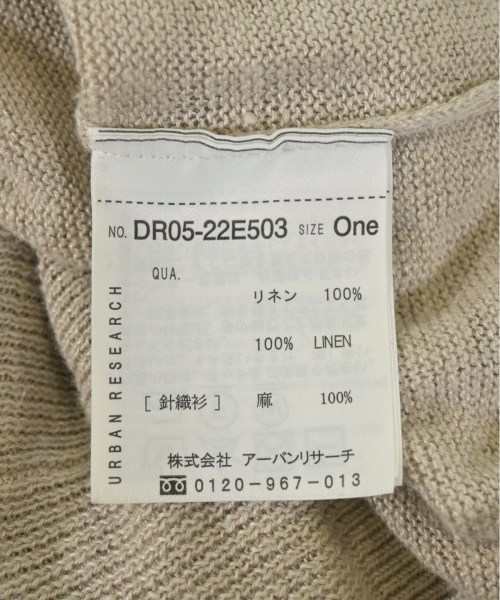 NO. DR05-22E503 SIZE One
QUA.
リネン 100%
100% LINEN
[ 針織衫 ] 麻 100%
URBAN RESEARCH
株式会社 アーバンリサーチ
0120-967-013